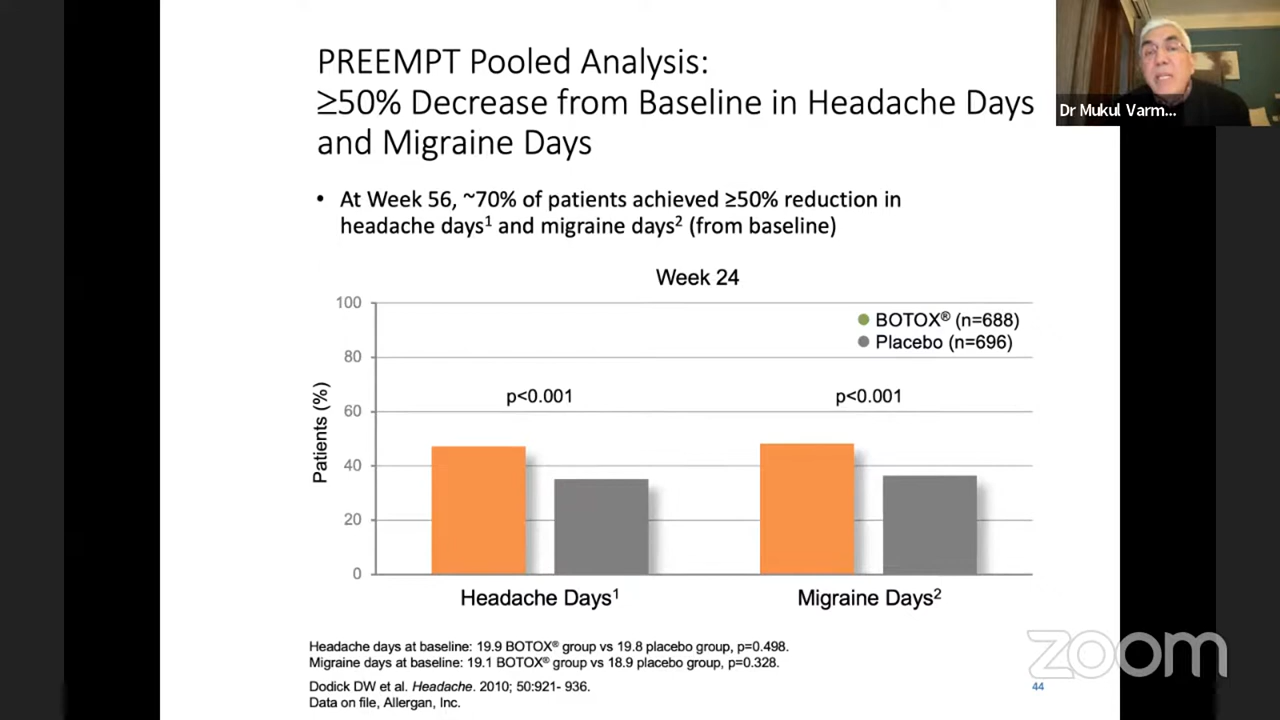 PREEMPT Pooled Analysis:
≥50% Decrease from Baseline in Headache Days
and Migraine Days
Dr Mukul Varm...
• At Week 56, ~70% of patients achieved ≥50% reduction in
headache days¹ and migraine days² (from baseline)
Week 24
BOTOX® (n=688)
Placebo (n=696)
Patients (%)
100
80
60
40
20
0
p<0.001
p<0.001
Headache Days¹
Migraine Days²
Headache days at baseline: 19.9 BOTOX® group vs 19.8 placebo group, p=0.498.
Migraine days at baseline: 19.1 BOTOX® group vs 18.9 placebo group, p=0.328.
Dodick DW et al. Headache. 2010; 50:921- 936.
Data on file, Allergan, Inc.
zoom
44